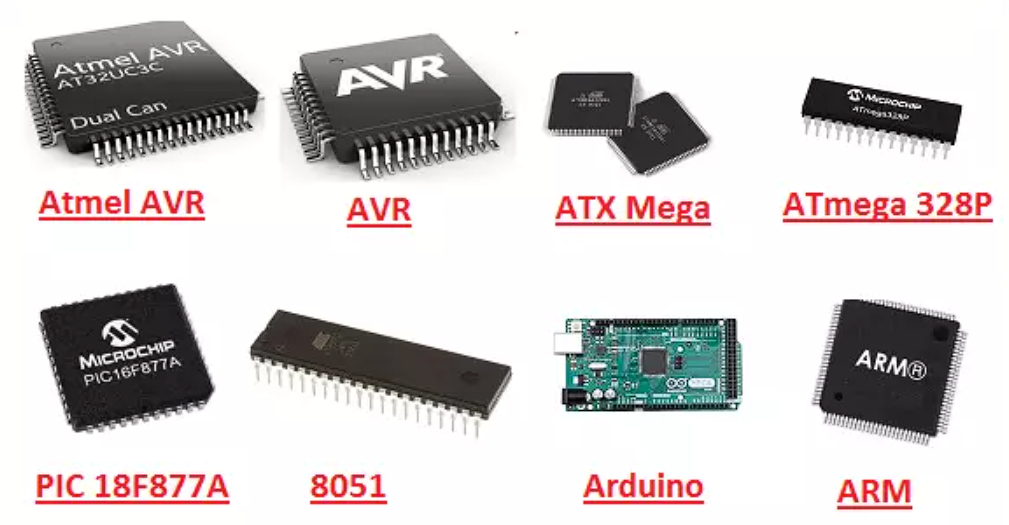 Atmel AVR
AT32UC3C
Dual Can
AVR
MICROCHIP
ATmega328P
Atmel AVR
AVR
ATX Mega
ATmega 328P
MICROCHIP
PIC16F877A
ARM®
PIC 18F877A
8051
Arduino
ARM